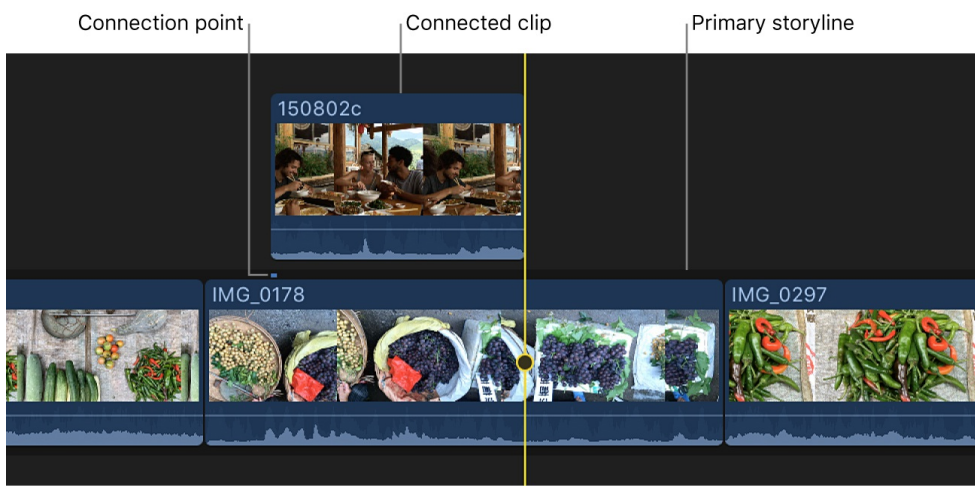 Connection point
Connected clip
Primary storyline
150802c
IMG_0178
IMG_0297